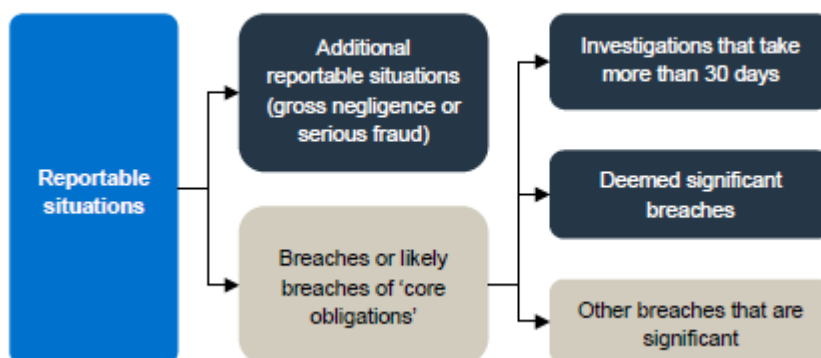 Reportable
situations
Additional
reportable situations
(gross negligence or
serious fraud)
Breaches or likely
breaches of ‘core
obligations’
Investigations that take
more than 30 days
Deemed significant
breaches
Other breaches that are
significant